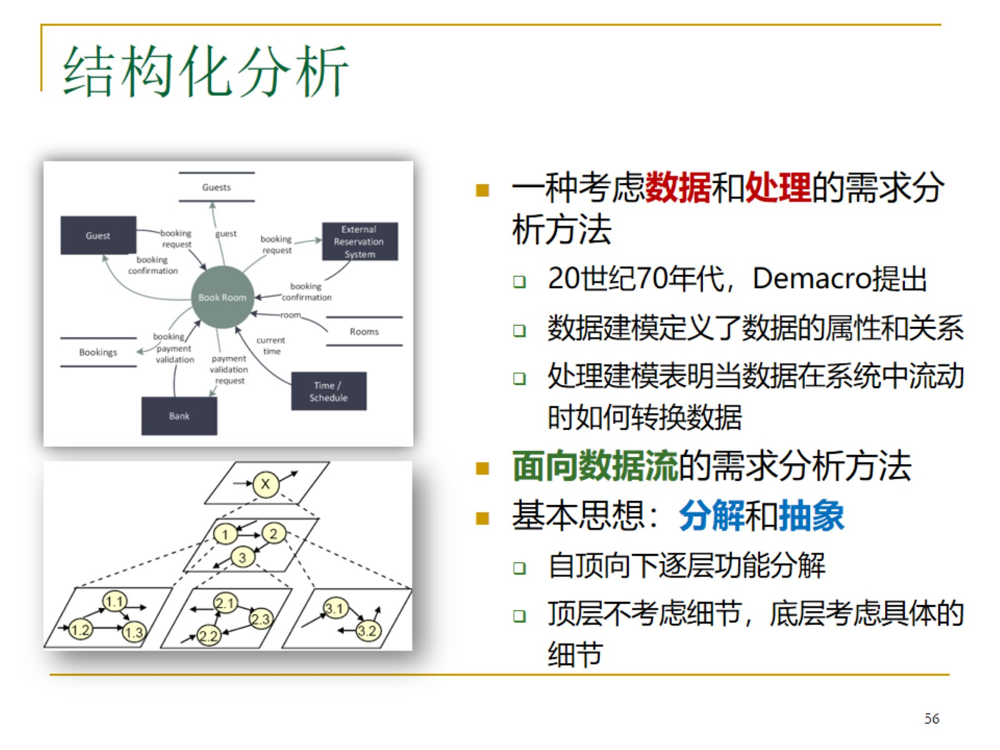 结构化分析
Guests
Guest
booking
request
guest
booking
request
External
Reservation
System
booking
confirmation
Book Room
booking
confirmation
room
Rooms
booking
Bookings
payment
validation
payment
validation
request
current
time
Time /
Schedule
Bank
X
1
2
3
1.1
1.2
1.3
2.1
2.3
2.2
3.1
3.2
一种考虑数据和处理的需求分
析方法
20世纪70年代，Demacro提出
数据建模定义了数据的属性和关系
处理建模表明当数据在系统中流动
时如何转换数据
面向数据流的需求分析方法
基本思想：分解和抽象
自顶向下逐层功能分解
顶层不考虑细节，底层考虑具体的
细节
56